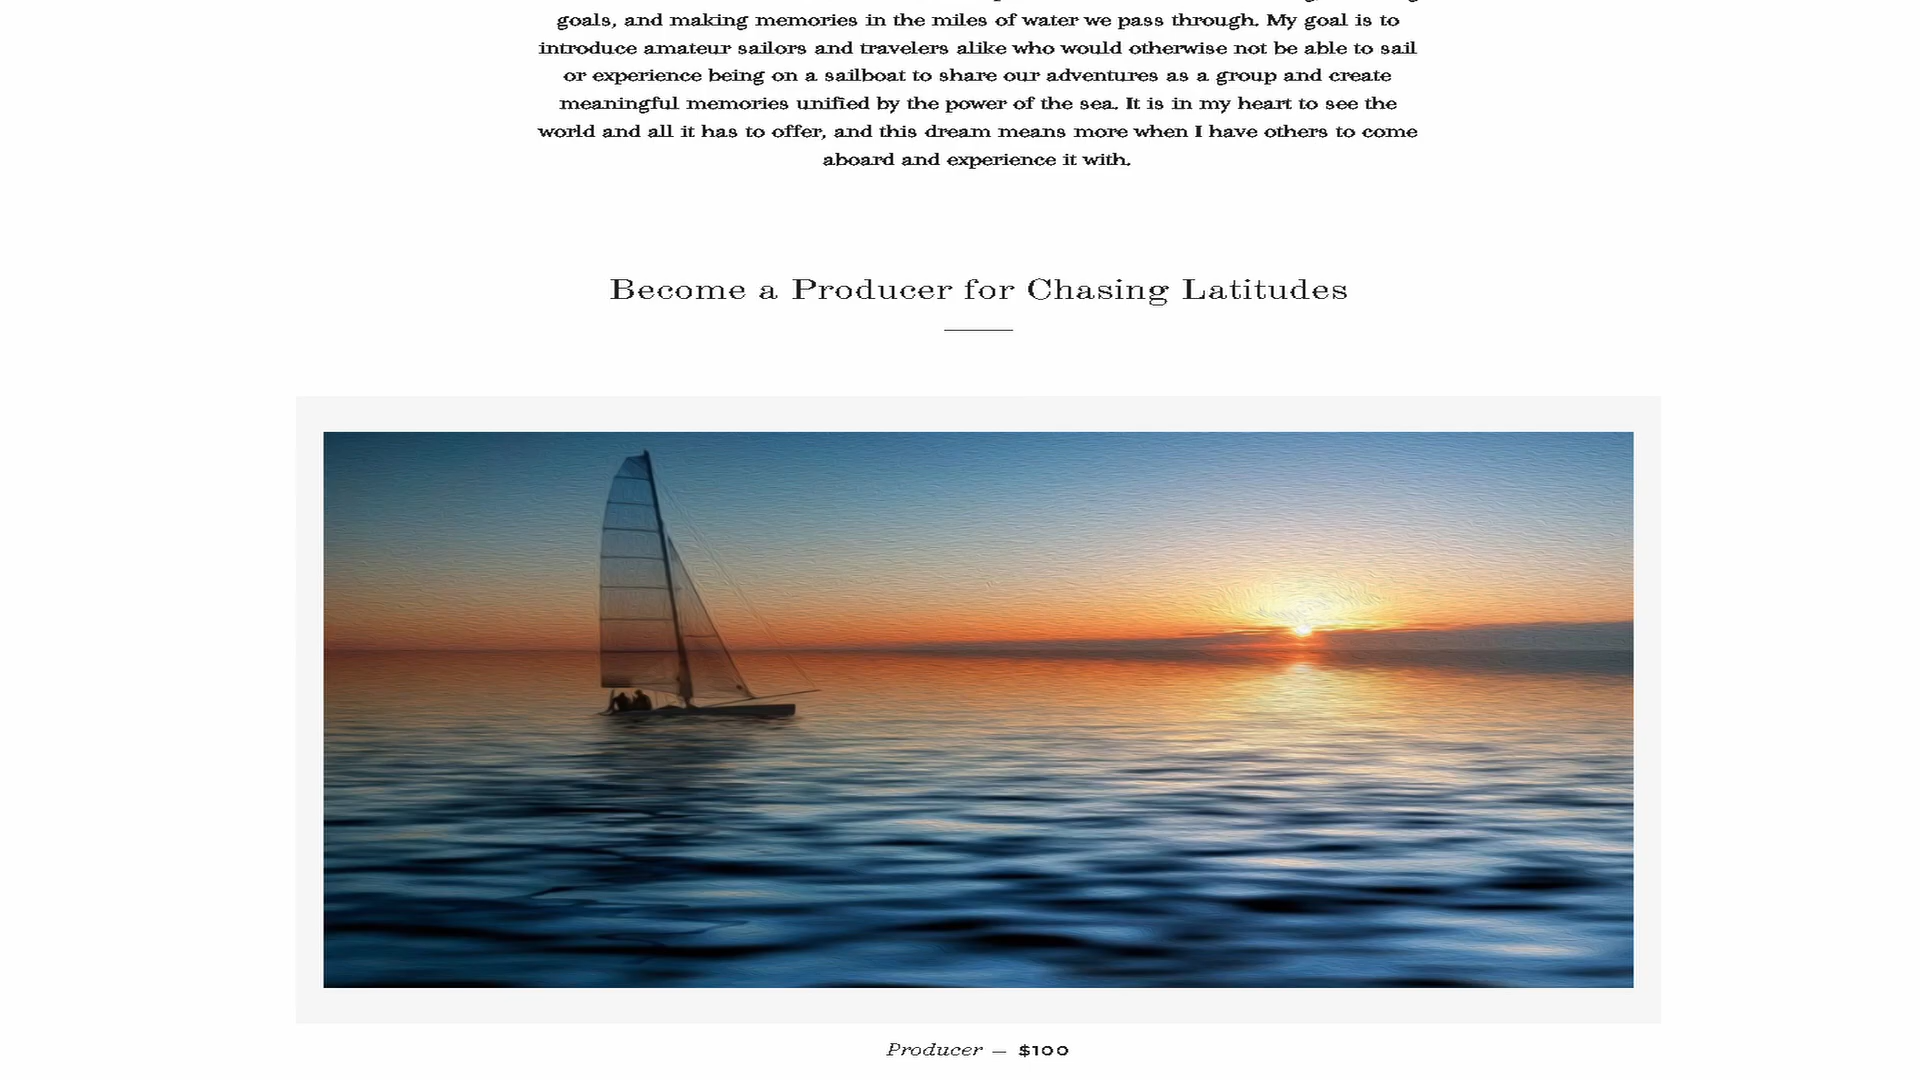 goals, and making memories in the miles of water we pass through. My goal is to
introduce amateur sailors and travelers alike who would otherwise not be able to sail
or experience being on a sailboat to share our adventures as a group and create
meaningful memories unified by the power of the sea. It is in my heart to see the
world and all it has to offer, and this dream means more when I have others to come
aboard and experience it with.
Become a Producer for Chasing Latitudes
Producer — $100